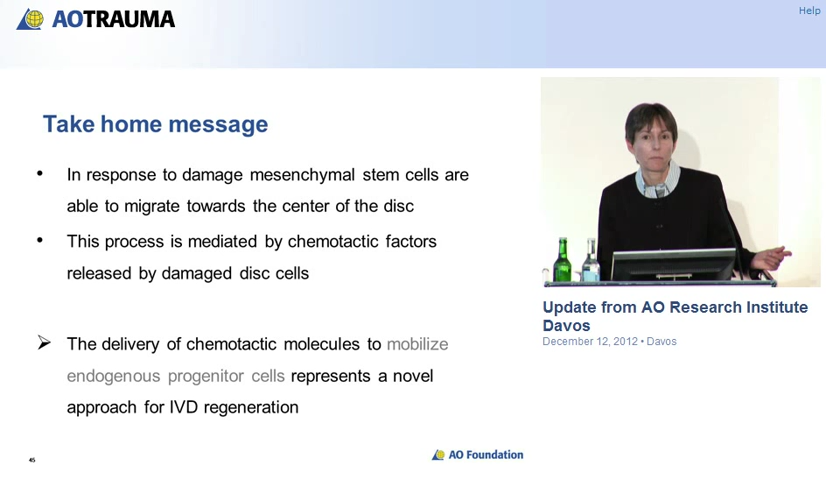 AOTRAUMA
Help
Take home message
• In response to damage mesenchymal stem cells are
able to migrate towards the center of the disc
• This process is mediated by chemotactic factors
released by damaged disc cells
➢ The delivery of chemotactic molecules to mobilize
endogenous progenitor cells represents a novel
approach for IVD regeneration
Update from AO Research Institute
Davos
December 12, 2012 • Davos
45
AO Foundation